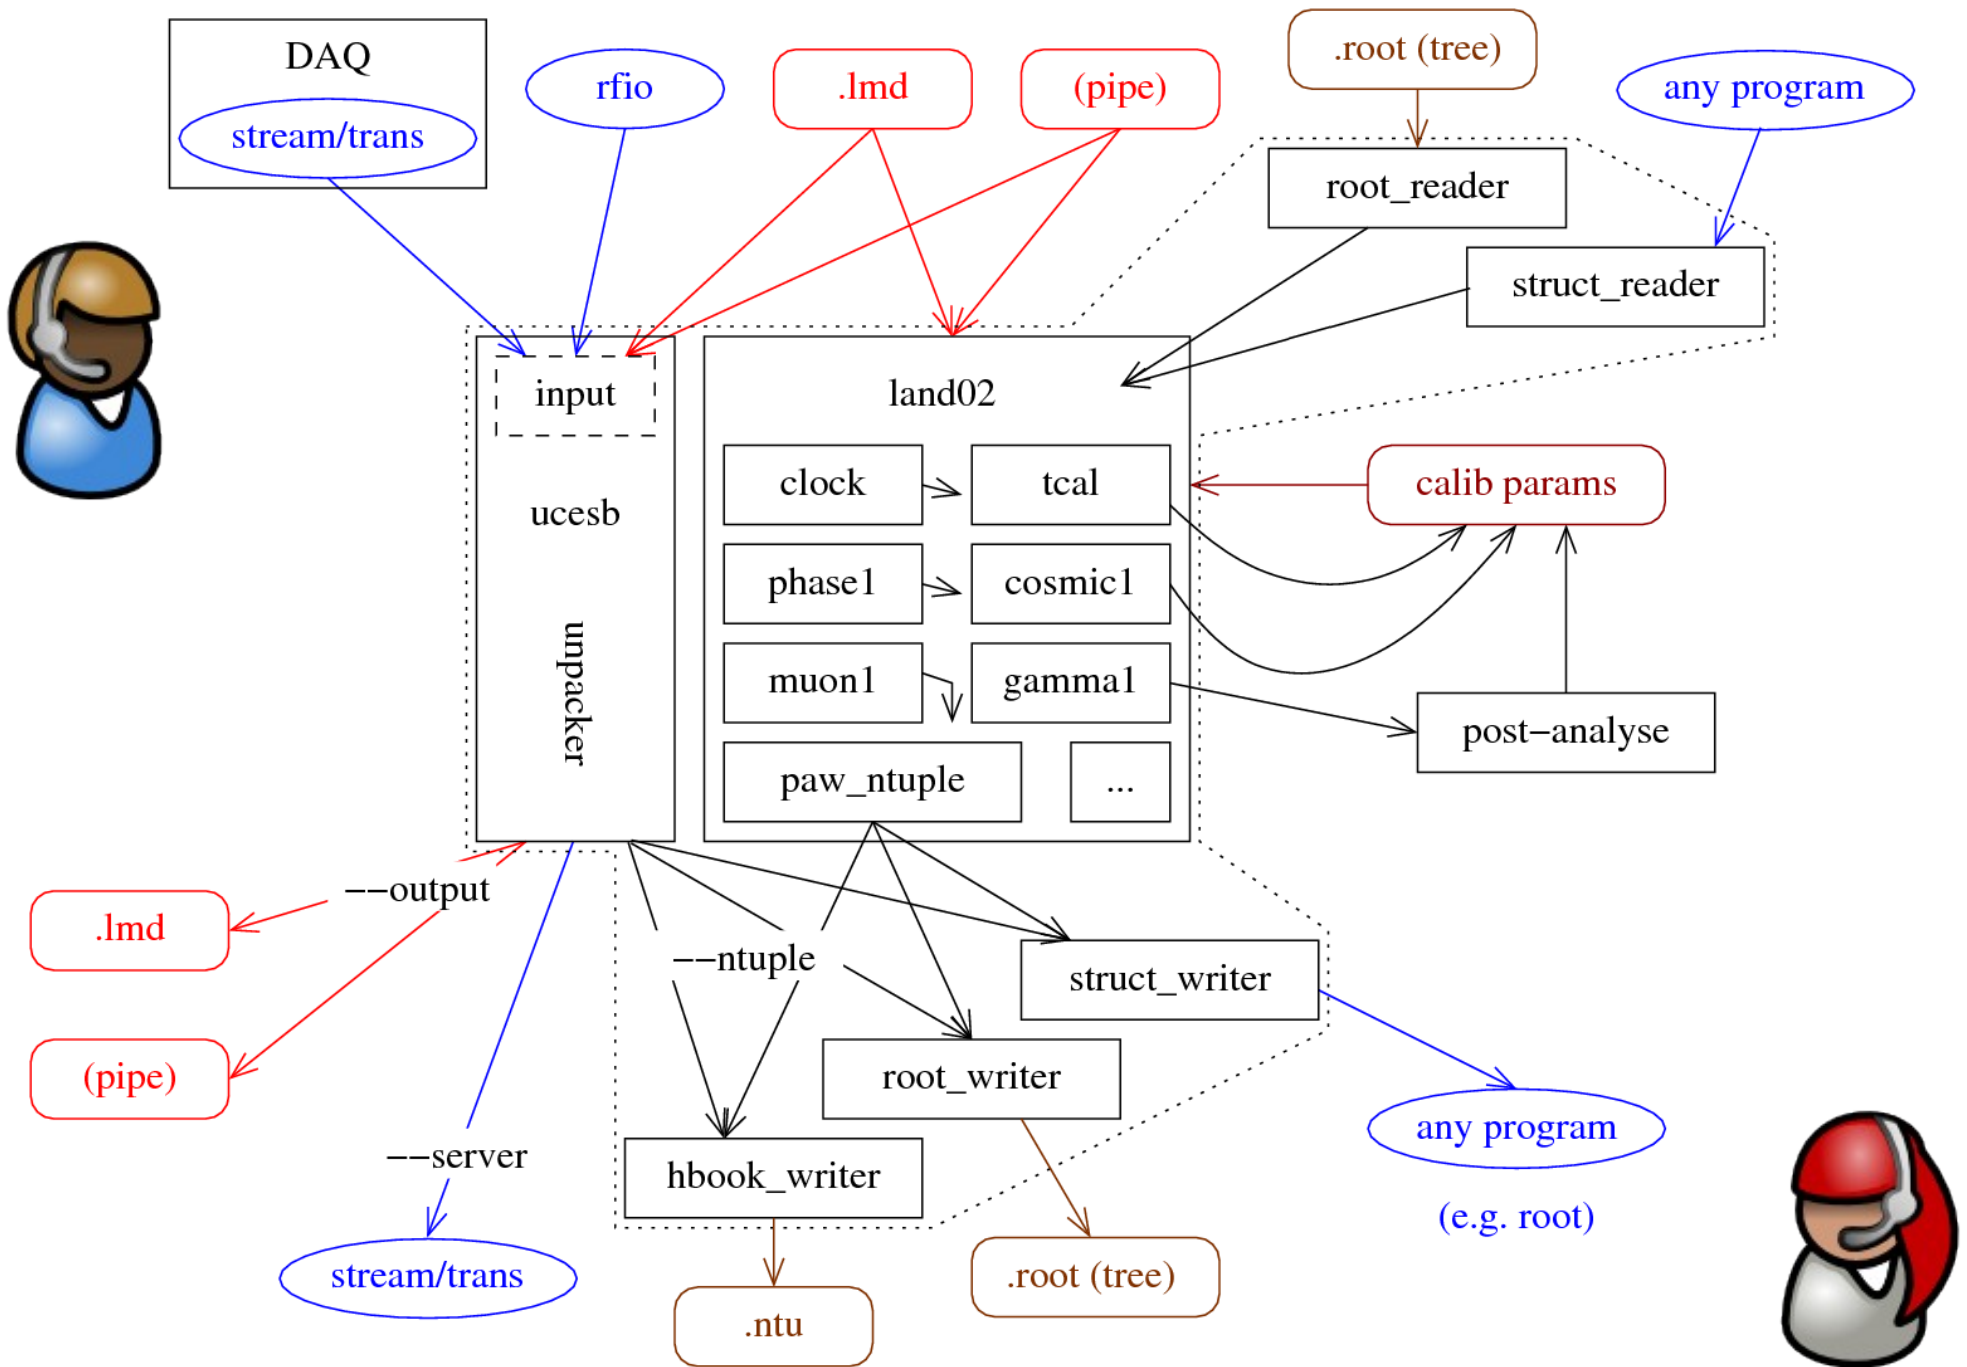 DAQ
stream/trans
rfio
.lmd
(pipe)
.root (tree)
any program
root_reader
struct_reader
input
ucesb
unpacker
land02
clock
tcal
phase1
cosmic1
muon1
gamma1
paw_ntuple
...
calib params
post−analyse
−−output
.lmd
(pipe)
−−ntuple
struct_writer
root_writer
hbook_writer
−−server
stream/trans
.ntu
.root (tree)
any program
(e.g. root)